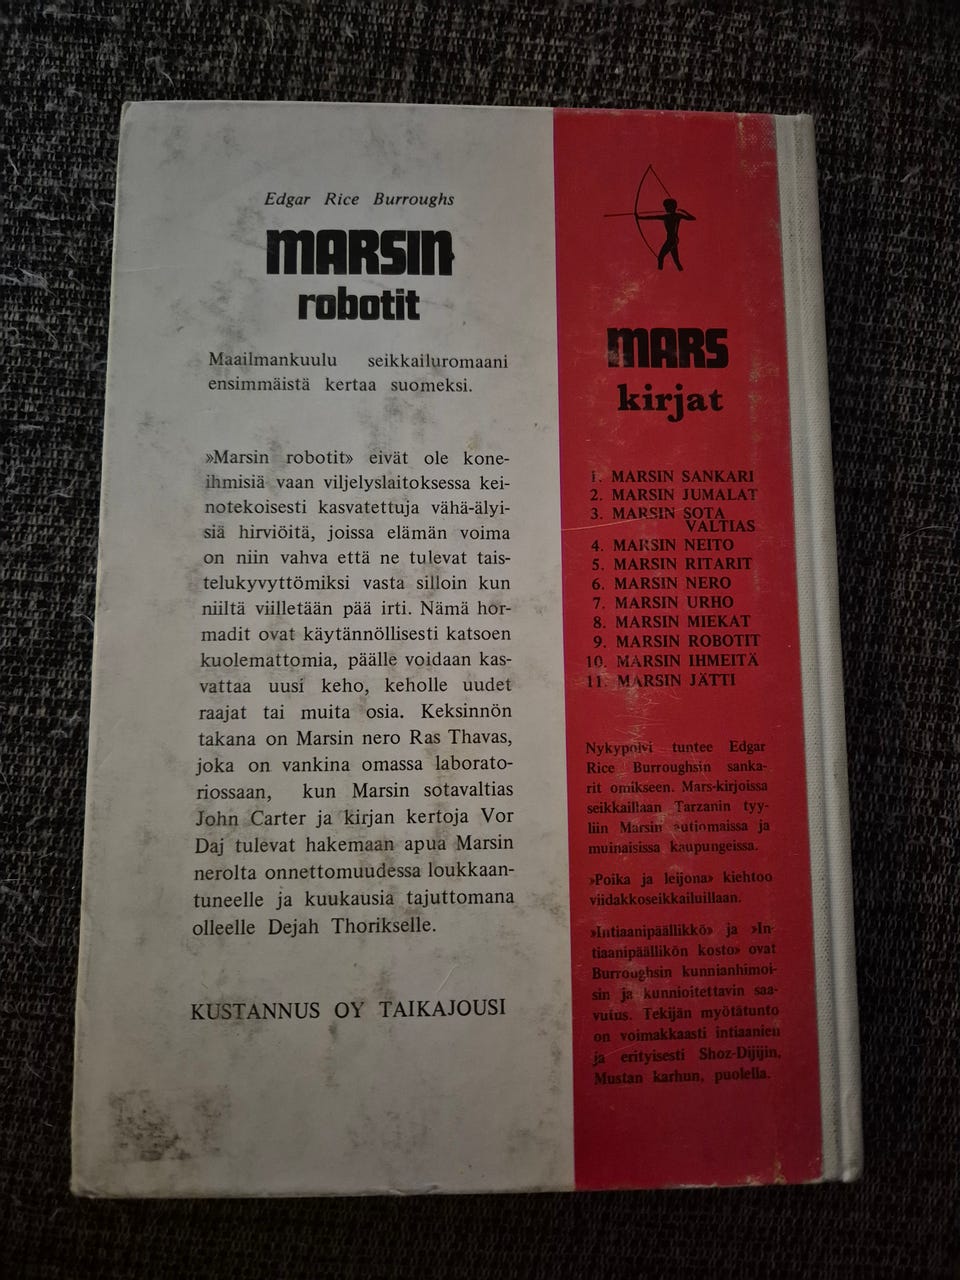 Edgar Rice Burroughs
MARSIN
robotit
Maailmankuulu seikkailuromaani
ensimmäistä kertaa suomeksi.
»Marsin robotit» eivät ole kone-
ihmisiä vaan viljelyslaitoksessa kei-
notekoisesti kasvatettuja vähä-älyi-
siä hirviöitä, joissa elämän voima
on niin vahva että ne tulevat tais-
telukyvyttömiksi vasta silloin kun
niiltä viilletään pää irti. Nämä hor-
madit ovat käytännöllisesti katsoen
kuolemattomia, päälle voidaan kas-
vattaa uusi keho, keholle uudet
raajat tai muita osia. Keksinnön
takana on Marsin nero Ras Thavas,
joka on vankina omassa laborato-
riossaan, kun Marsin sotavaltias
John Carter ja kirjan kertoja Vor
Daj tulevat hakemaan apua Marsin
nerolta onnettomuudessa loukkaan-
tuneelle ja kuukausia tajuttomana
olleelle Dejah Thorikselle.
KUSTANNUS OY TAIKAJOUSI
MARS
kirjat
1. MARSIN SANKARI
2. MARSIN JUMALAT
3. MARSIN SOTA
VALTIAS
4. MARSIN NEITO
5. MARSIN RITARIT
6. MARSIN NERO
7. MARSIN URHO
8. MARSIN MIEKAT
9. MARSIN ROBOTIT
10. MARSIN IHMEITÄ
11. MARSIN JÄTTI
Nykypolvi tuntee Edgar
Rice Burroughsin sanka-
rit omikseen. Mars-kirjoissa
seikkaillaan Tarzanin tyy-
liin Marsin autiomaissa ja
muinaisissa kaupungeissa.
»Poika ja leijona» kiehtoo
viidakkoseikkailuillaan.
»Intiaanipäällikkö» ja »In-
tiaanipäällikön kosto» ovat
Burroughsin kunnianhimoi-
sin ja kunnioitettavin saa-
vutus. Tekijän myötätunto
on voimakkaasti intiaanien
ja erityisesti Shoz-Dijijin,
Mustan karhun, puolella.